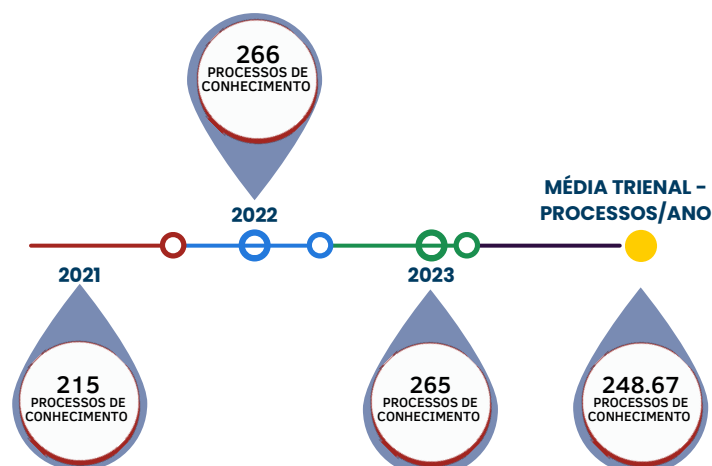 266
PROCESSOS DE
CONHECIMENTO
2022
MÉDIA TRIENAL -
PROCESSOS/ANO
2021
2023
215
PROCESSOS DE
CONHECIMENTO
265
PROCESSOS DE
CONHECIMENTO
248.67
PROCESSOS DE
CONHECIMENTO